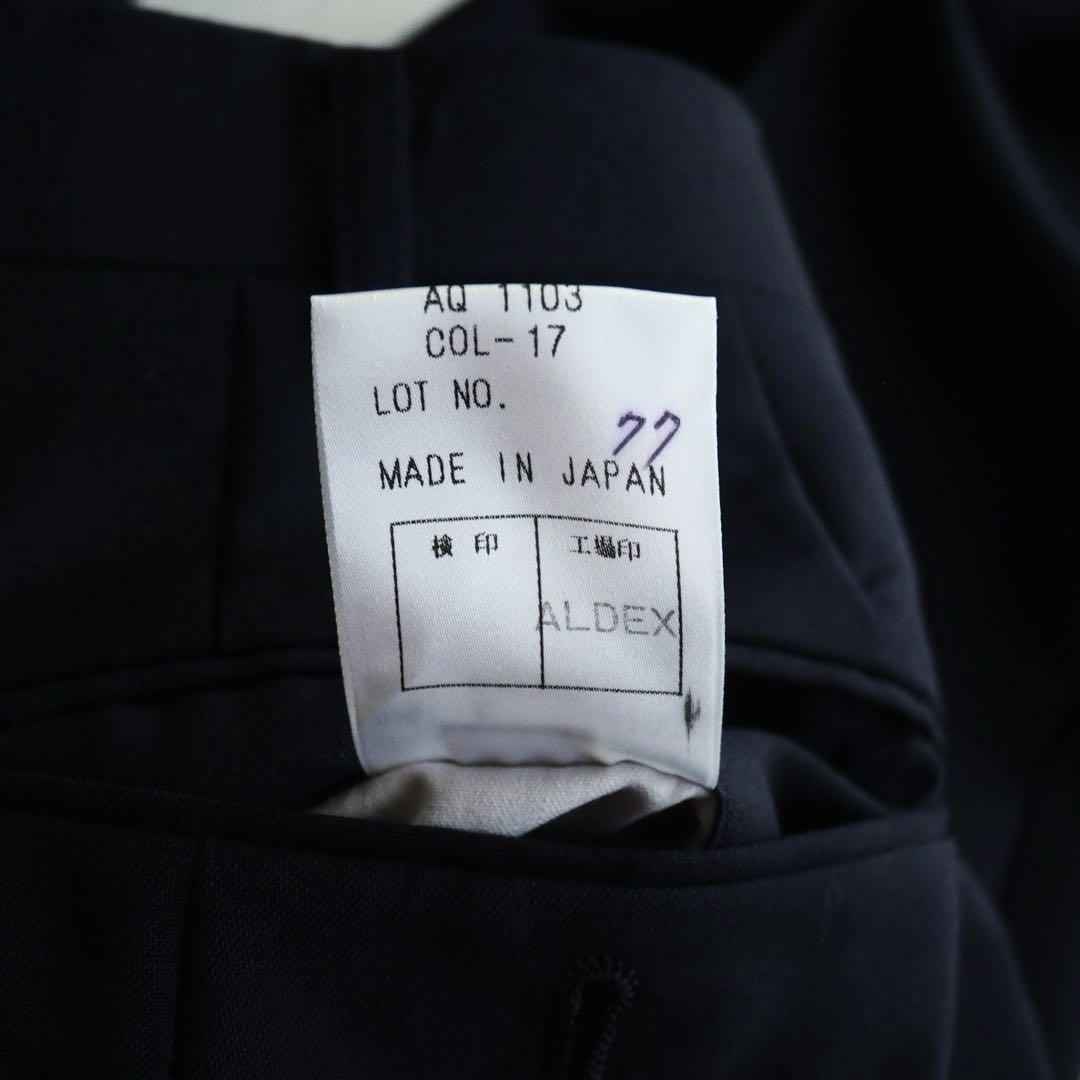 AQ 1103
COL-17
LOT NO.
77
MADE IN JAPAN
検 印
工場印
ALDEX